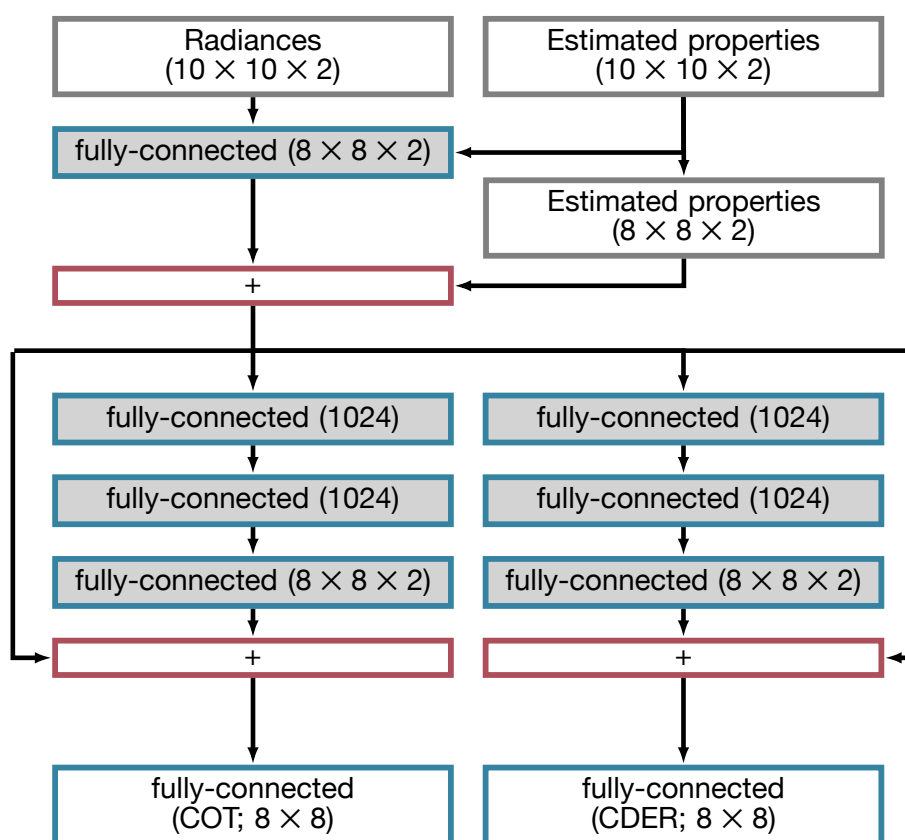 Radiances
(10 × 10 × 2)
Estimated properties
(10 × 10 × 2)
fully-connected (8 × 8 × 2)
Estimated properties
(8 × 8 × 2)
+
fully-connected (1024)
fully-connected (1024)
fully-connected (1024)
fully-connected (1024)
fully-connected (8 × 8 × 2)
fully-connected (8 × 8 × 2)
+
+
fully-connected
(COT; 8 × 8)
fully-connected
(CDER; 8 × 8)